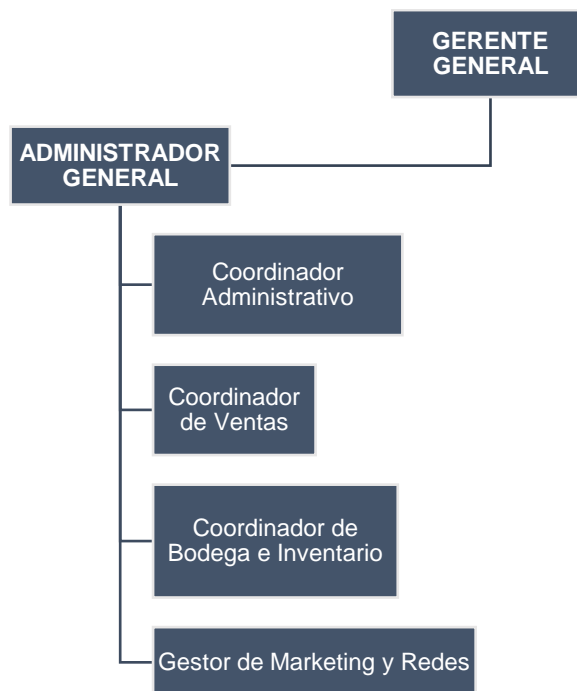 GERENTE
GENERAL
ADMINISTRADOR
GENERAL
Coordinador
Administrativo
Coordinador
de Ventas
Coordinador de
Bodega e Inventario
Gestor de Marketing y Redes